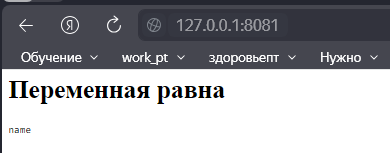 Я 127.0.0.1:8081
Обучение work_pt здоровьепт Нужно
Переменная равна
name